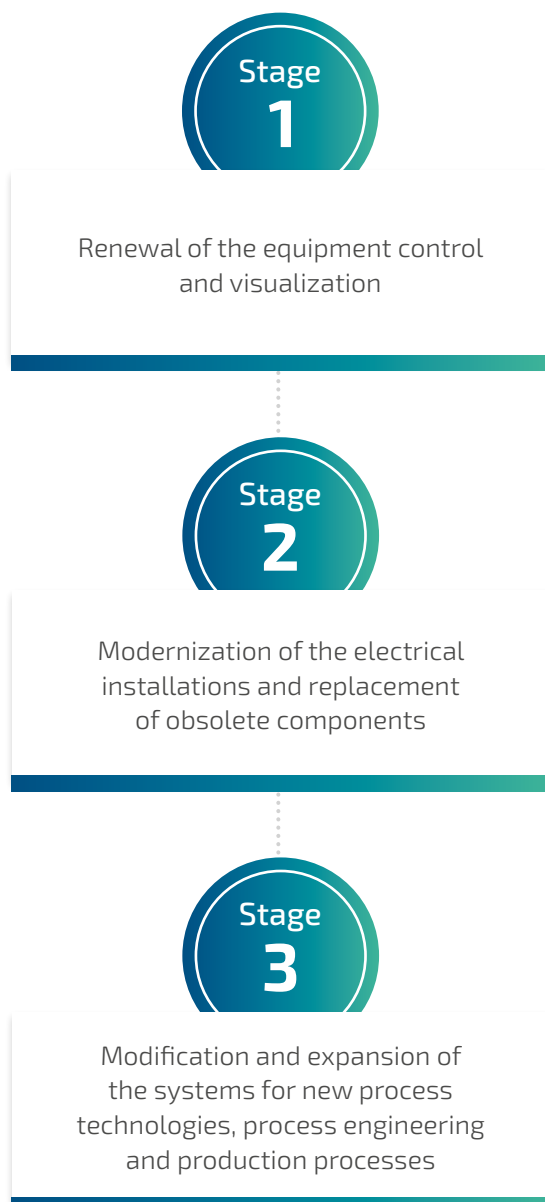 Stage
1
Renewal of the equipment control
and visualization
Stage
2
Modernization of the electrical
installations and replacement
of obsolete components
Stage
3
Modification and expansion of
the systems for new process
technologies, process engineering
and production processes